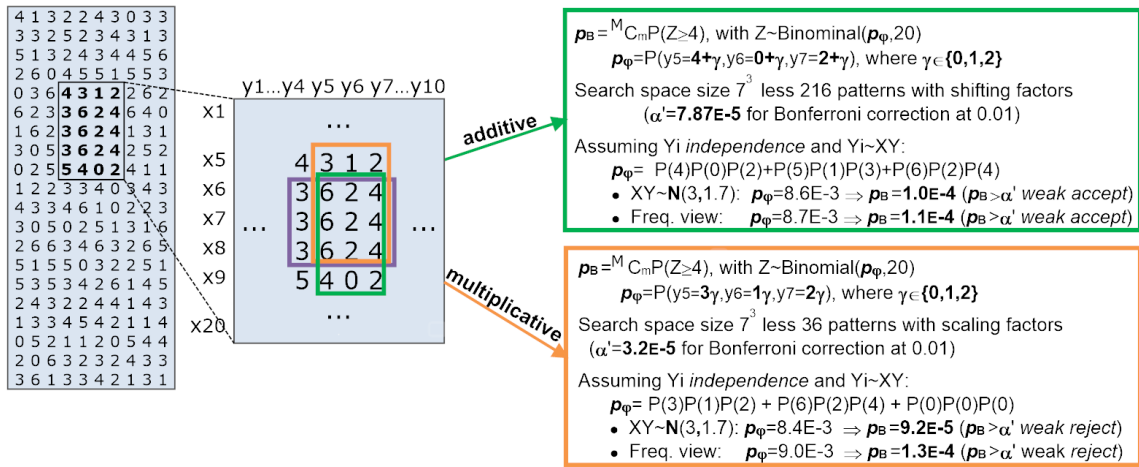 4 1 3 2 2 4 3 0 3 3
3 3 2 5 2 3 4 3 1 3
5 1 3 2 4 3 4 4 5 6
2 6 0 4 5 5 1 5 5 3
0 3 6 4 3 1 2 2 6 2
6 2 3 3 6 2 4 6 4 0
1 6 2 3 6 2 4 1 3 1
3 0 5 3 6 2 4 2 5 2
0 2 5 5 4 0 2 4 1 1
1 2 2 3 3 4 0 3 4 3
4 3 3 4 6 1 0 2 2 3
3 0 5 0 2 5 1 3 1 6
2 6 6 3 4 6 3 2 6 5
5 1 5 5 0 3 2 2 5 1
5 3 5 3 4 2 6 1 4 5
2 4 3 2 2 4 4 1 4 3
1 3 3 4 5 4 2 1 1 4
0 5 2 1 1 2 0 5 4 4
2 0 6 3 2 3 2 4 3 3
3 6 1 3 3 4 2 1 3 1
y1...y4 y5 y6 y7...y10
x1 ...
x5 4 3 1 2
x6 3 6 2 4
x7 ... 3 6 2 4 ...
x8 3 6 2 4
x9 5 4 0 2
x20 ...
additive
multiplicative
pB = MCmP(Z≥4), with Z~Binominal(pφ,20)
pφ=P(y5=4+γ,y6=0+γ,y7=2+γ), where γ∈{0,1,2}
Search space size 7³ less 216 patterns with shifting factors
(α'=7.87E-5 for Bonferroni correction at 0.01)
Assuming Yi independence and Yi~XY:
pφ= P(4)P(0)P(2)+P(5)P(1)P(3)+P(6)P(2)P(4)
• XY~N(3,1.7): pφ=8.6E-3 ⇒ pB=1.0E-4 (pB>α' weak accept)
• Freq. view: pφ=8.7E-3 ⇒ pB=1.1E-4 (pB>α' weak accept)
pB = MCmP(Z≥4), with Z~Binomial(pφ,20)
pφ=P(y5=3γ,y6=1γ,y7=2γ), where γ∈{0,1,2}
Search space size 7³ less 36 patterns with scaling factors
(α'=3.2E-5 for Bonferroni correction at 0.01)
Assuming Yi independence and Yi~XY:
pφ= P(3)P(1)P(2) + P(6)P(2)P(4) + P(0)P(0)P(0)
• XY~N(3,1.7): pφ=8.4E-3 ⇒ pB=9.2E-5 (pB>α' weak reject)
• Freq. view: pφ=9.0E-3 ⇒ pB=1.3E-4 (pB>α' weak reject)